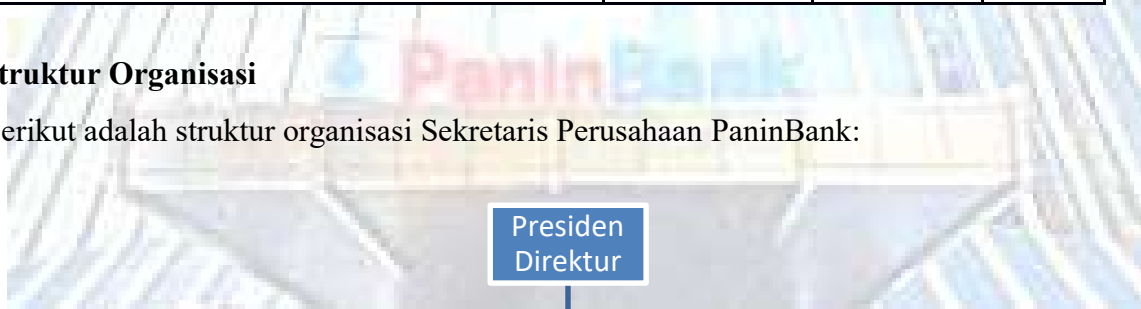 PaninBank
truktur Organisasi
erikut adalah struktur organisasi Sekretaris Perusahaan PaninBank:
Presiden
Direktur